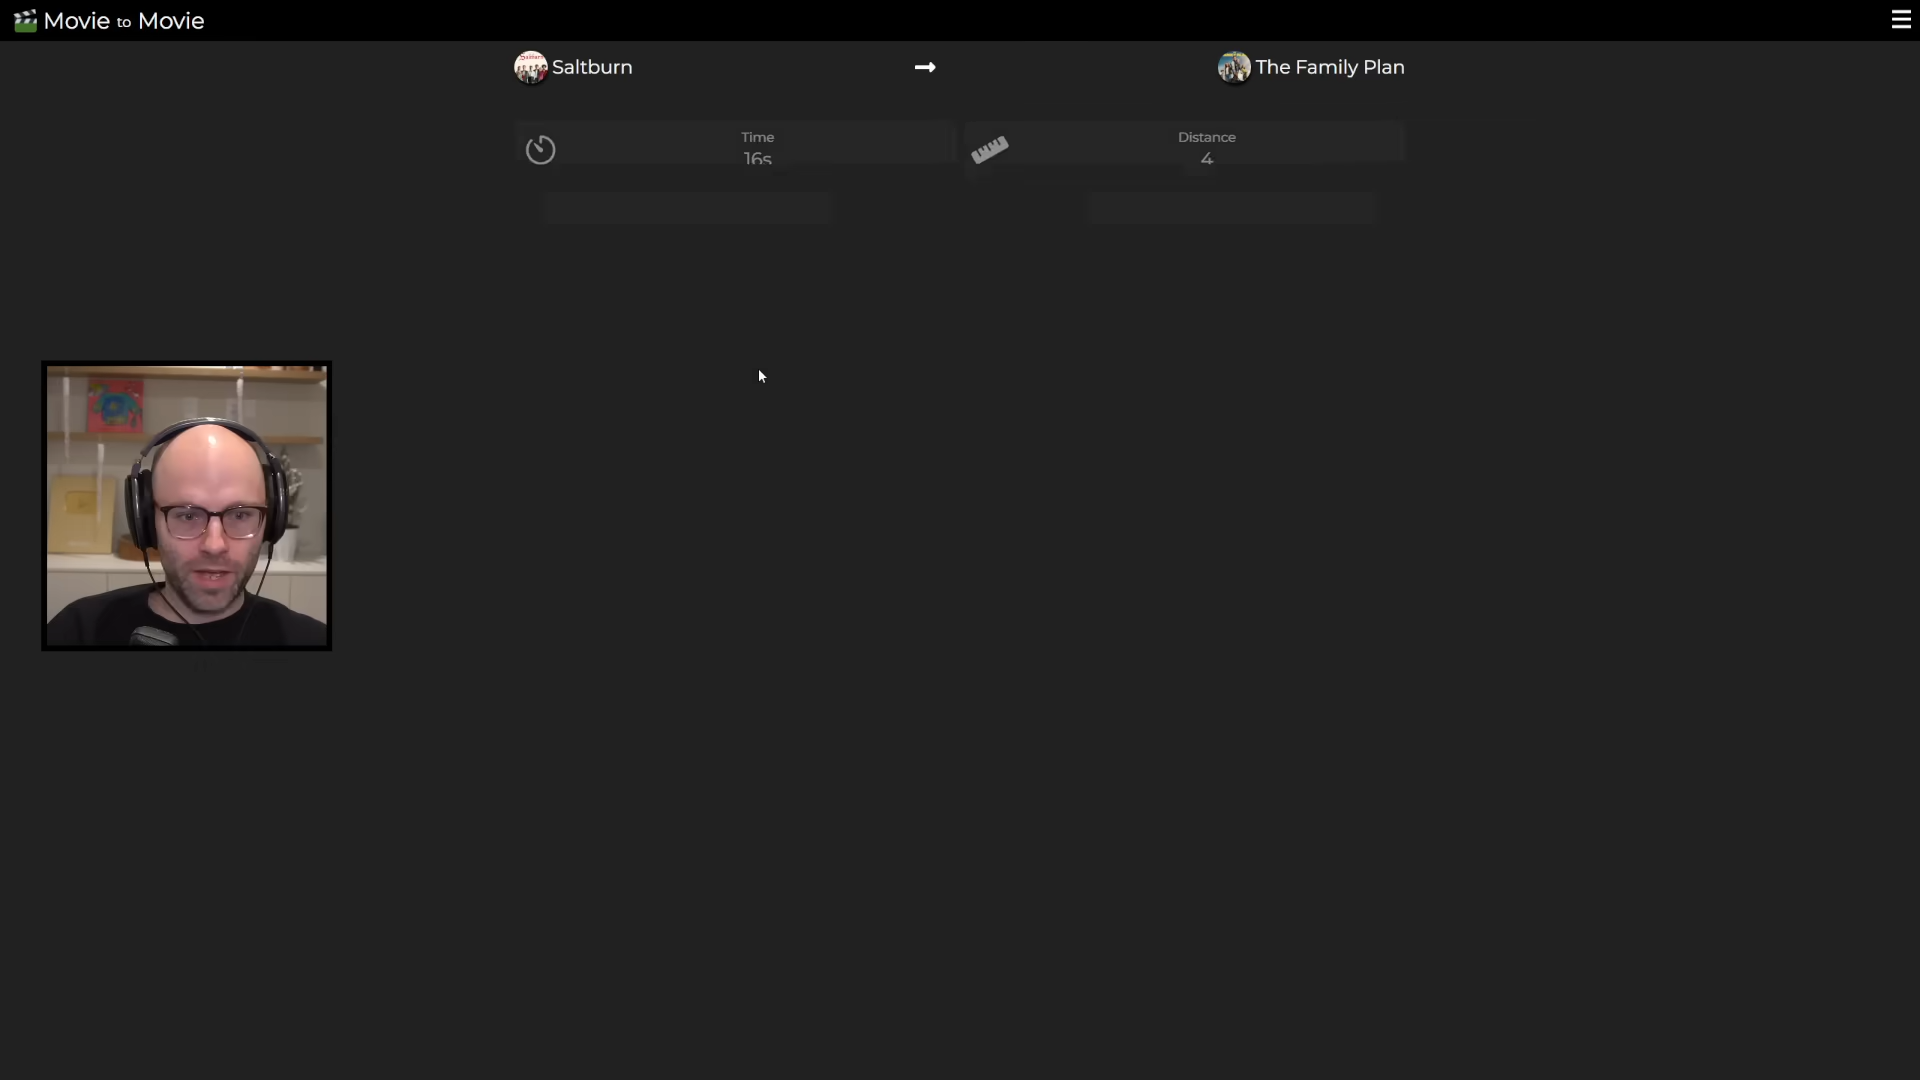 Movie to Movie
Saltburn
The Family Plan
Time
16s
Distance
4